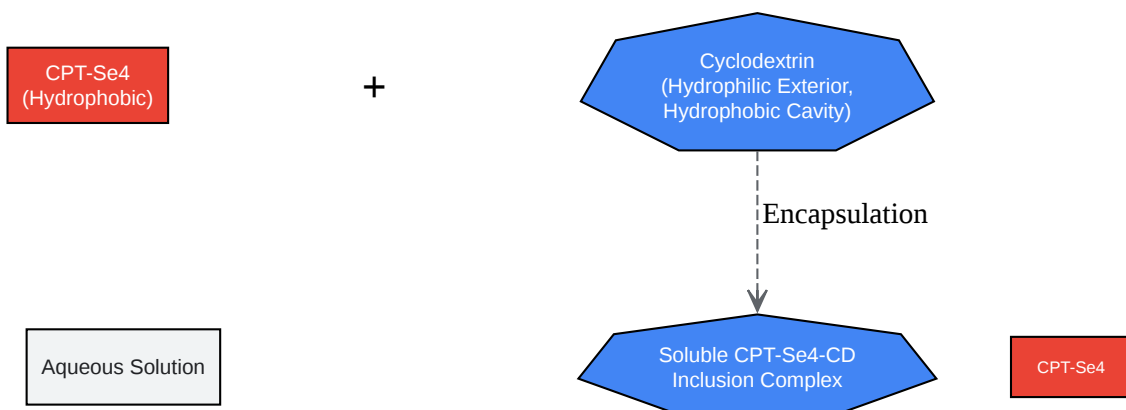 CPT-Se4
(Hydrophobic)
+
Cyclodextrin
(Hydrophilic Exterior,
Hydrophobic Cavity)
Encapsulation
Aqueous Solution
Soluble CPT-Se4-CD
Inclusion Complex
CPT-Se4